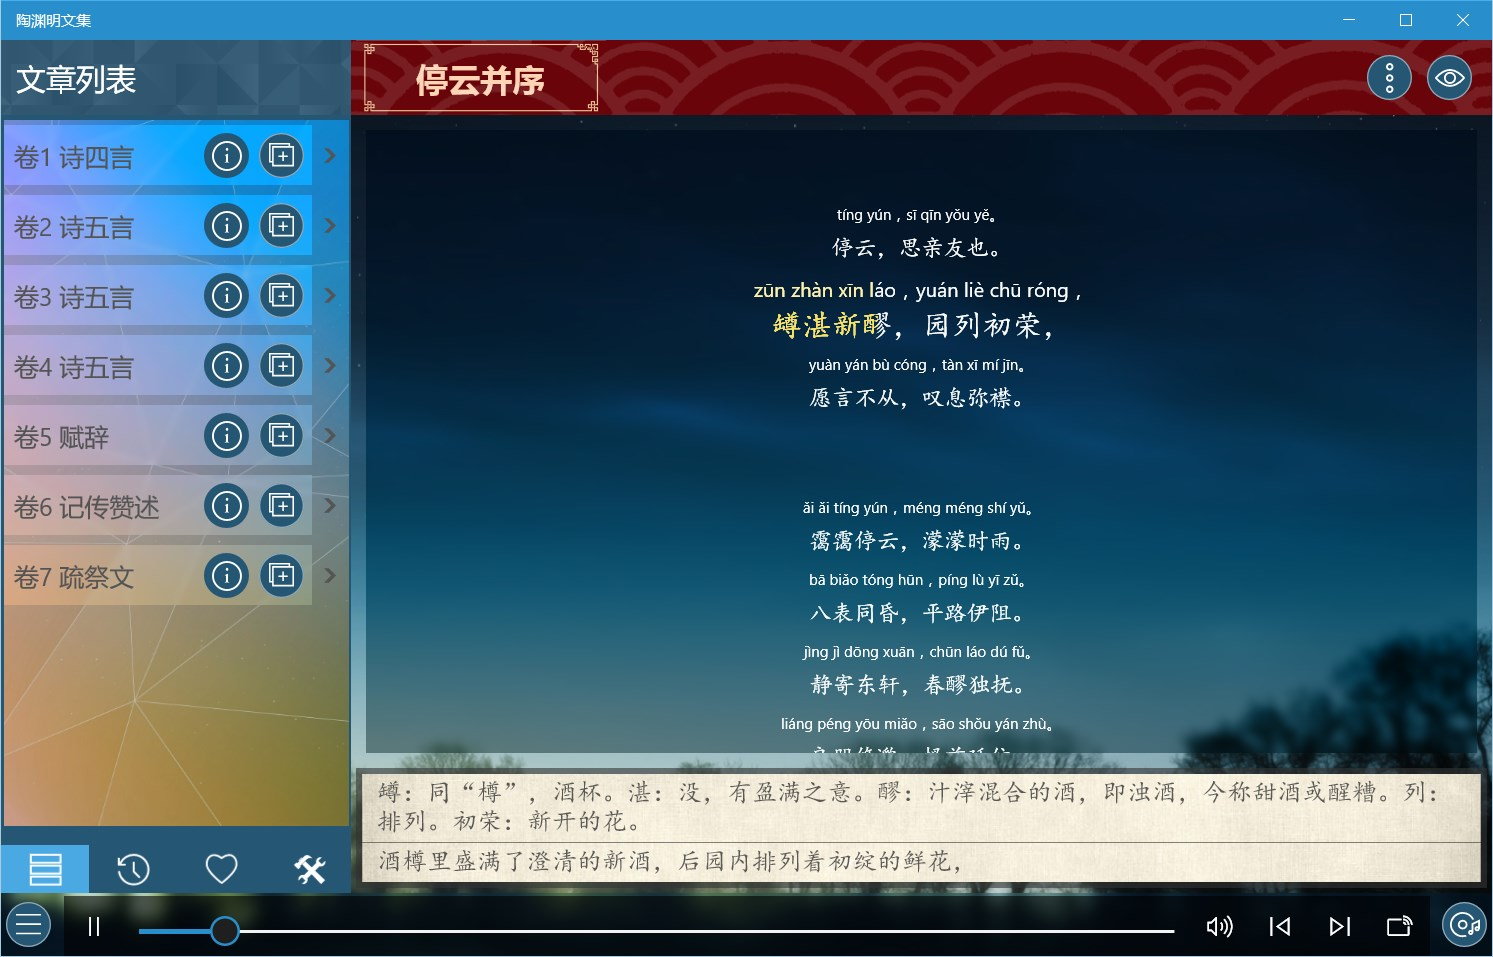 陶渊明文集
文章列表
停云并序
卷1 诗四言
卷2 诗五言
卷3 诗五言
卷4 诗五言
卷5 赋辞
卷6 记传赞述
卷7 疏祭文
tíng yún，sī qīn yǒu yě。
停云，思亲友也。
zūn zhàn xīn láo，yuán liè chū róng，
罇湛新醪，园列初荣，
yuàn yán bù cóng，tàn xī mí jīn。
愿言不从，叹息弥襟。
ǎi ǎi tíng yún，méng méng shí yǔ。
霭霭停云，濛濛时雨。
bā biǎo tóng hūn，píng lù yī zǔ。
八表同昏，平路伊阻。
jìng jì dōng xuān，chūn láo dú fǔ。
静寄东轩，春醪独抚。
liáng péng yōu miǎo，sāo shǒu yán zhù。
罇：同“樽”，酒杯。湛：没，有盈满之意。醪：汁滓混合的酒，即浊酒，今称甜酒或醒糟。列：
排列。初荣：新开的花。
酒樽里盛满了澄清的新酒，后园内排列着初绽的鲜花，